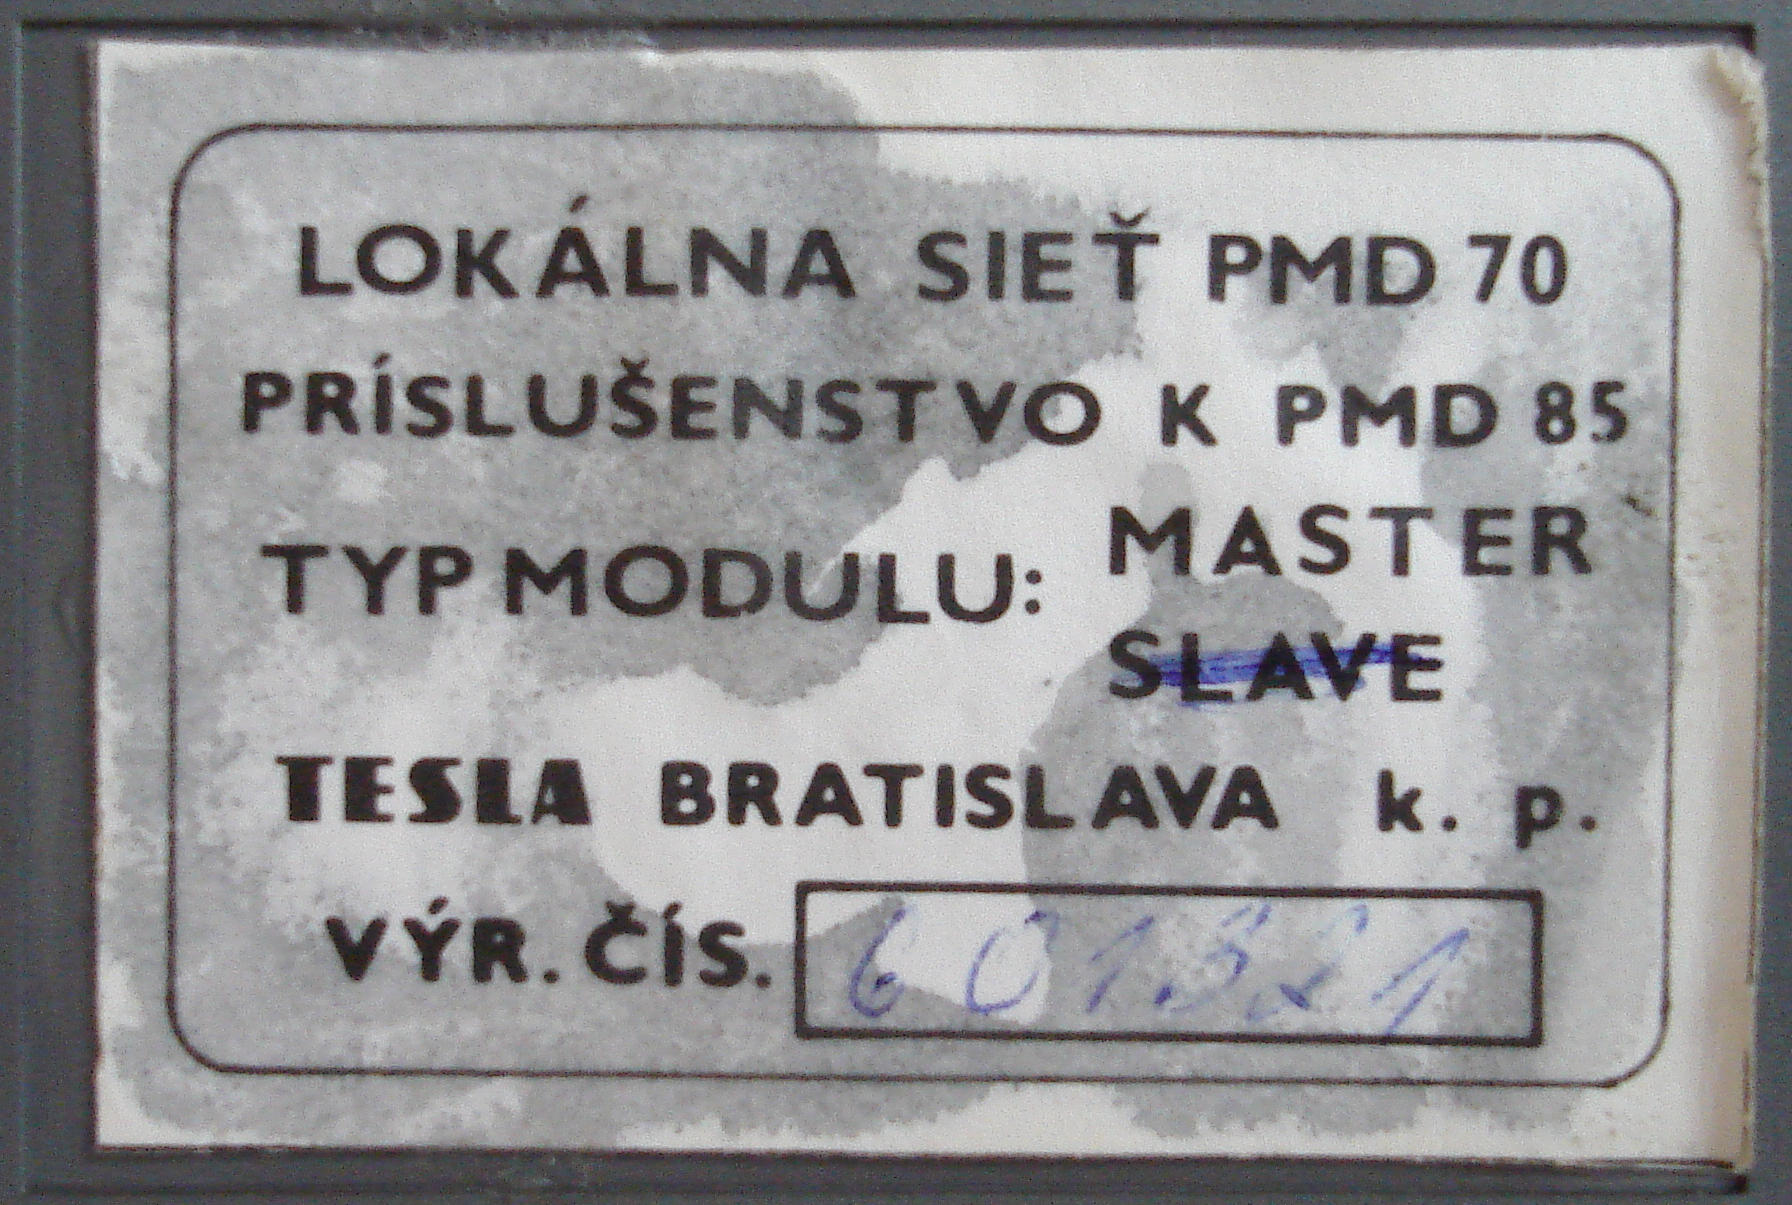 LOKÁLNA SIEŤ PMD 70
PRÍSLUŠENSTVO K PMD 85
TYP MODULU: MASTER
SLAVE
TESLA BRATISLAVA k. p.
VÝR. ČÍS. 601321